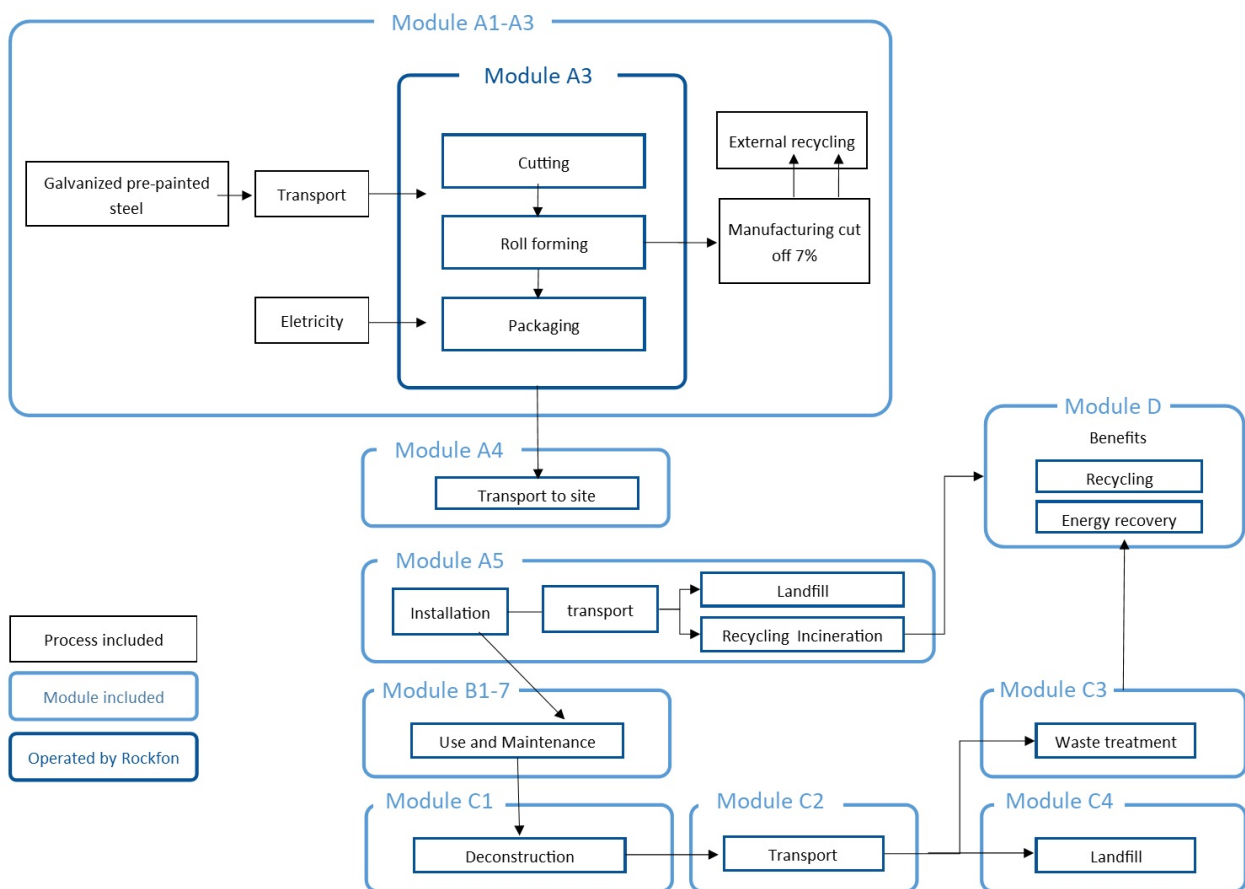 Module A1-A3
Module A3
External recycling
Cutting
Galvanized pre-painted
steel
Transport
Roll forming
Manufacturing cut
off 7%
Eletricity
Packaging
Module A4
Transport to site
Module D
Benefits
Recycling
Energy recovery
Module A5
Installation
transport
Landfill
Recycling Incineration
Process included
Module included
Operated by Rockfon
Module B1-7
Use and Maintenance
Module C3
Waste treatment
Module C1
Deconstruction
Module C2
Transport
Module C4
Landfill